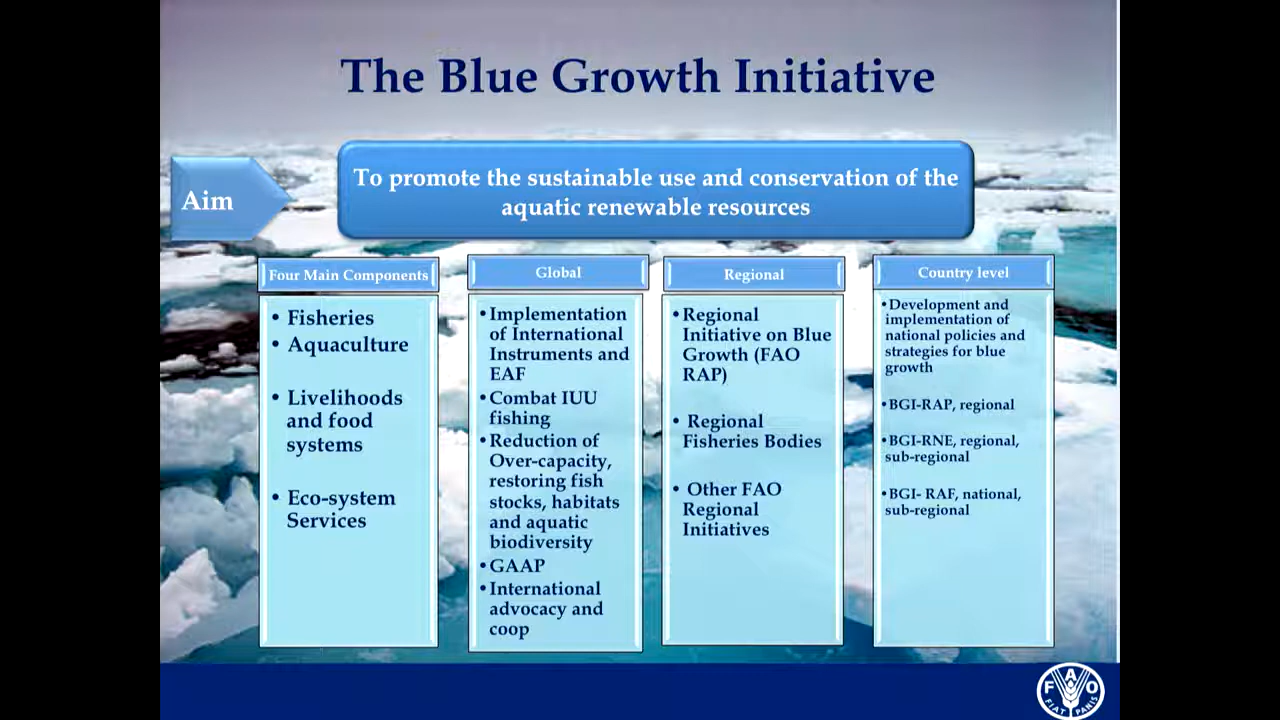 The Blue Growth Initiative
Aim
To promote the sustainable use and conservation of the
aquatic renewable resources
Four Main Components
• Fisheries
• Aquaculture
• Livelihoods
and food
systems
• Eco-system
Services
Global
• Implementation
of International
Instruments and
EAF
• Combat IUU
fishing
• Reduction of
Over-capacity,
restoring fish
stocks, habitats
and aquatic
biodiversity
• GAAP
• International
advocacy and
coop
Regional
• Regional
Initiative on Blue
Growth (FAO
RAP)
• Regional
Fisheries Bodies
• Other FAO
Regional
Initiatives
Country level
• Development and
implementation of
national policies and
strategies for blue
growth
• BGI-RAP, regional
• BGI-RNE, regional,
sub-regional
• BGI- RAF, national,
sub-regional
F A O
FIAT PANIS